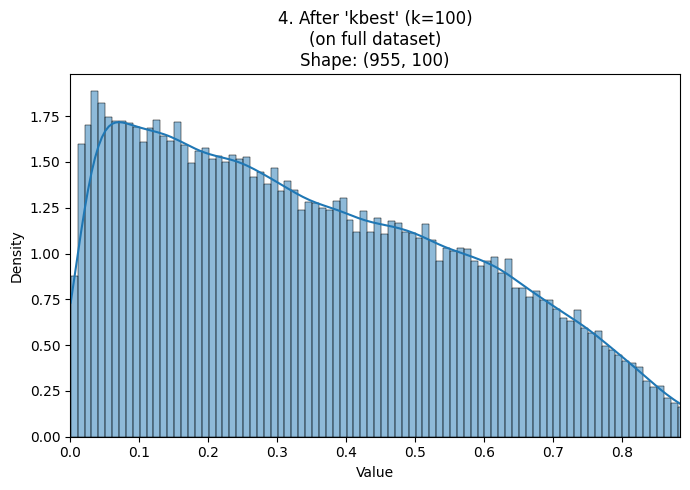 4. After 'kbest' (k=100)
(on full dataset)
Shape: (955, 100)
Density
1.75
1.50
1.25
1.00
0.75
0.50
0.25
0.00
0.0 0.1 0.2 0.3 0.4 0.5 0.6 0.7 0.8
Value